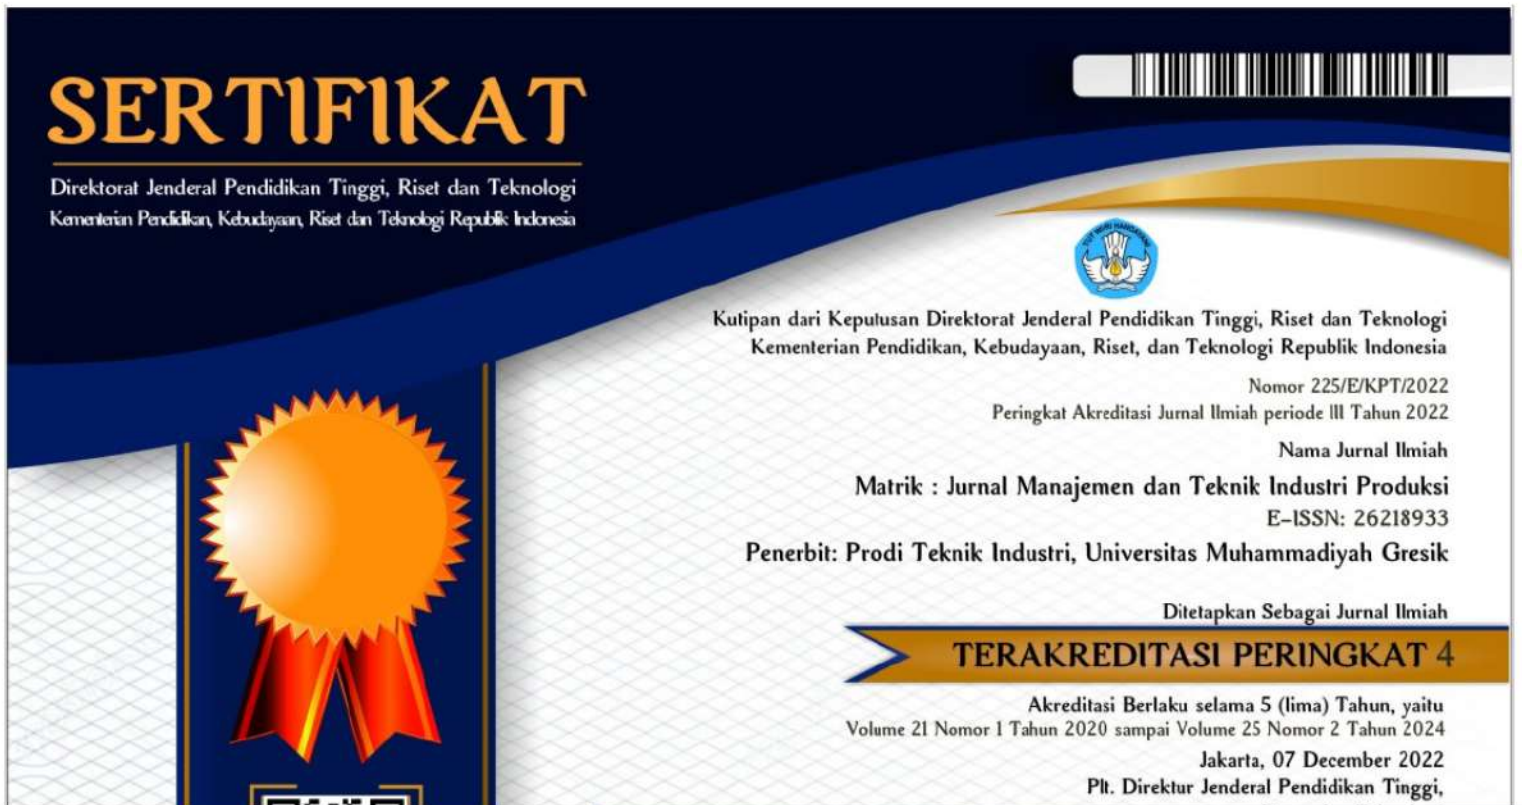 SERTIFIKAT
Direktorat Jenderal Pendidikan Tinggi, Riset dan Teknologi
Kementerian Pendidikan, Kebudayaan, Riset dan Teknologi Republik Indonesia
TUT WURI HANDAYANI
Kutipan dari Keputusan Direktorat Jenderal Pendidikan Tinggi, Riset dan Teknologi
Kementerian Pendidikan, Kebudayaan, Riset, dan Teknologi Republik Indonesia
Nomor 225/E/KPT/2022
Peringkat Akreditasi Jurnal Ilmiah periode III Tahun 2022
Nama Jurnal Ilmiah
Matrik : Jurnal Manajemen dan Teknik Industri Produksi
E-ISSN: 26218933
Penerbit: Prodi Teknik Industri, Universitas Muhammadiyah Gresik
Ditetapkan Sebagai Jurnal Ilmiah
TERAKREDITASI PERINGKAT 4
Akreditasi Berlaku selama 5 (lima) Tahun, yaitu
Volume 21 Nomor 1 Tahun 2020 sampai Volume 25 Nomor 2 Tahun 2024
Jakarta, 07 December 2022
Plt. Direktur Jenderal Pendidikan Tinggi,